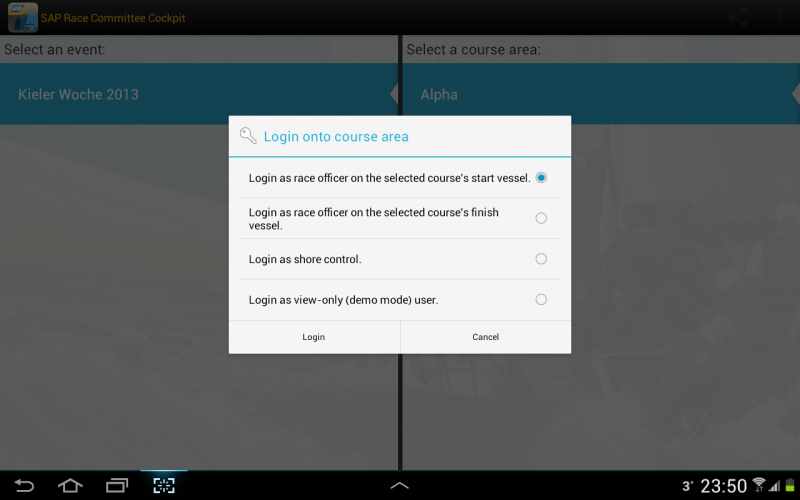 SAP Race Committee Cockpit
Select an event:
Select a course area:
Kieler Woche 2013
Alpha
Login onto course area
Login as race officer on the selected course's start vessel.
Login as race officer on the selected course's finish
vessel.
Login as shore control.
Login as view-only (demo mode) user.
Login
Cancel
3°
23:50